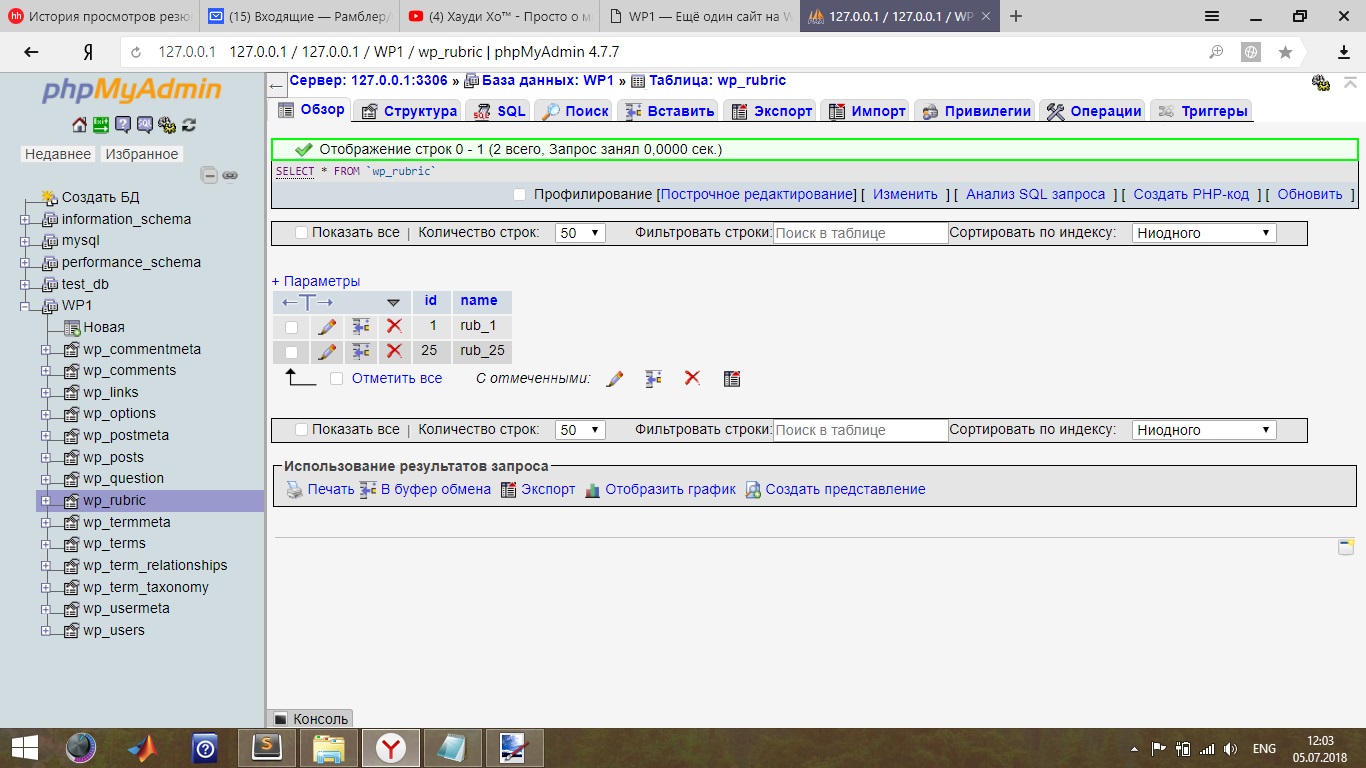 История просмотров резю
(15) Входящие — Рамблер/
(4) Хауди Хо™ - Просто о м
WP1 — Ещё один сайт на W
127.0.0.1 / 127.0.0.1 / WP
127.0.0.1 127.0.0.1 / 127.0.0.1 / WP1 / wp_rubric | phpMyAdmin 4.7.7
phpMyAdmin
Недавнее Избранное
Создать БД
information_schema
mysql
performance_schema
test_db
WP1
Новая
wp_commentmeta
wp_comments
wp_links
wp_options
wp_postmeta
wp_posts
wp_question
wp_rubric
wp_termmeta
wp_terms
wp_term_relationships
wp_term_taxonomy
wp_usermeta
wp_users
Сервер: 127.0.0.1:3306 » База данных: WP1 » Таблица: wp_rubric
Обзор Структура SQL Поиск Вставить Экспорт Импорт Привилегии Операции Триггеры
Отображение строк 0 - 1 (2 всего, Запрос занял 0,0000 сек.)
SELECT * FROM `wp_rubric`
Профилирование [Построчное редактирование] [ Изменить ] [ Анализ SQL запроса ] [ Создать PHP-код ] [ Обновить ]
Показать все | Количество строк: 50 Фильтровать строки: Поиск в таблице Сортировать по индексу: Ниодного
+ Параметры
id name
1 rub_1
25 rub_25
Отметить все С отмеченными:
Показать все | Количество строк: 50 Фильтровать строки: Поиск в таблице Сортировать по индексу: Ниодного
Использование результатов запроса
Печать В буфер обмена Экспорт Отобразить график Создать представление
Консоль
ENG
12:03
05.07.2018